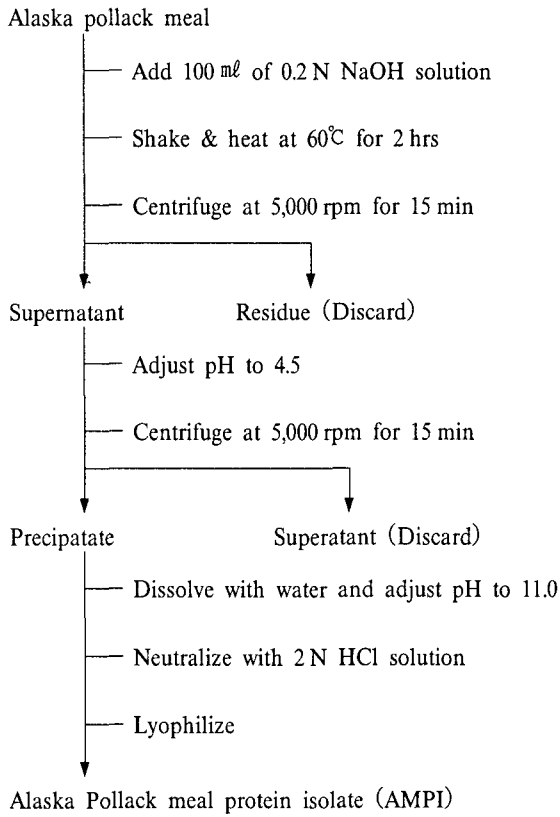 Alaska pollack meal
Add 100 ㎖ of 0.2 N NaOH solution
Shake & heat at 60℃ for 2 hrs
Centrifuge at 5,000 rpm for 15 min
Supernatant Residue (Discard)
Adjust pH to 4.5
Centrifuge at 5,000 rpm for 15 min
Precipatate Superatant (Discard)
Dissolve with water and adjust pH to 11.0
Neutralize with 2 N HCl solution
Lyophilize
Alaska Pollack meal protein isolate (AMPI)